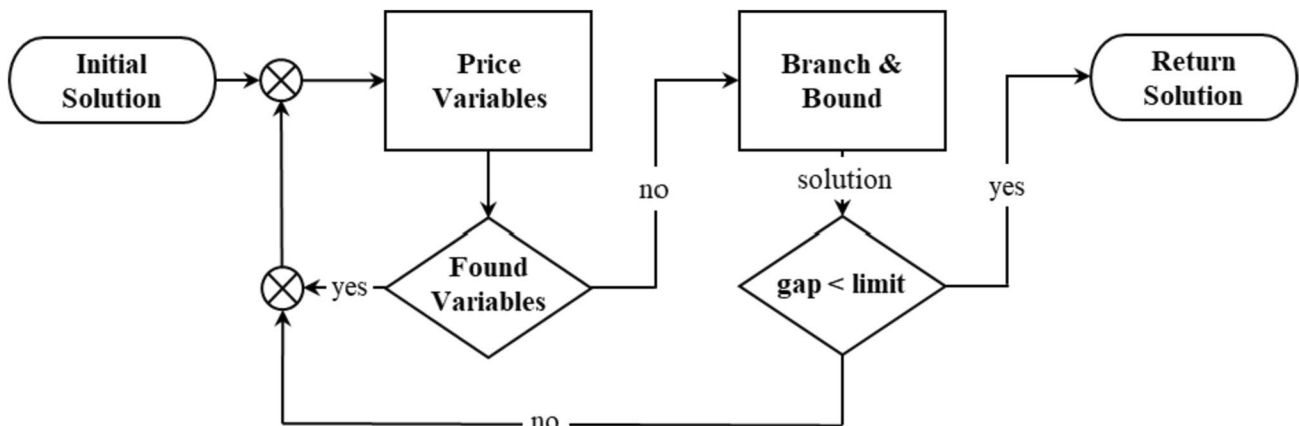 Initial
Solution
Price
Variables
Branch &
Bound
Return
Solution
no
solution
yes
yes
Found
Variables
gap < limit
no